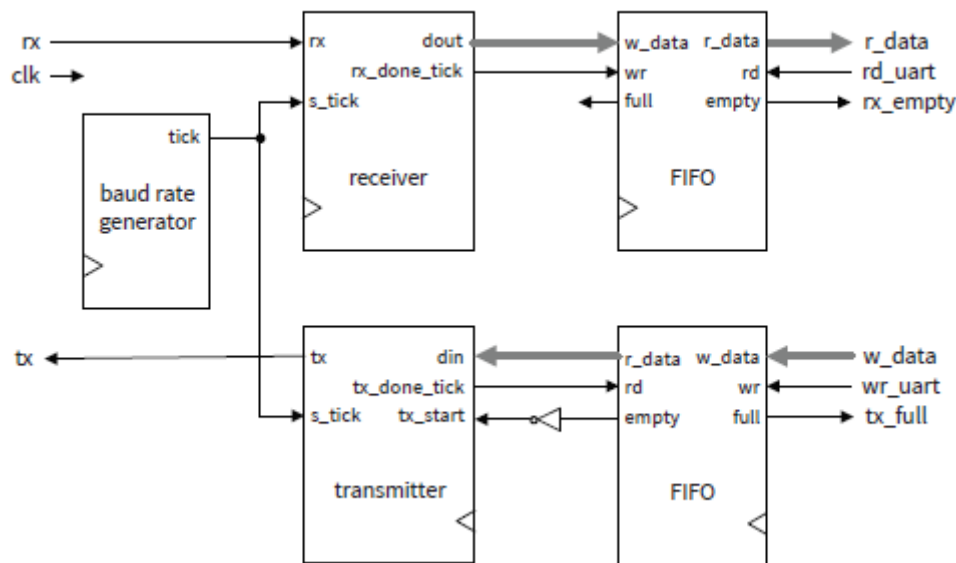 rx
clk
rx dout
rx_done_tick
s_tick
receiver
w_data r_data
wr rd
full empty
FIFO
r_data
rd_uart
rx_empty
tick
baud rate
generator
tx
tx din
tx_done_tick
s_tick tx_start
transmitter
r_data w_data
rd wr
empty full
FIFO
w_data
wr_uart
tx_full